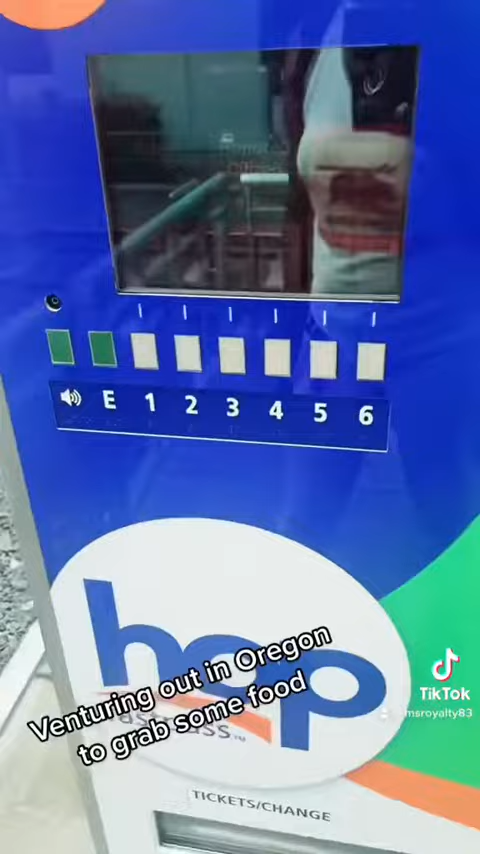 E 1 2 3 4 5 6
hop
fastpass™
Venturing out in Oregon
to grab some food
TikTok
msroyalty83
TICKETS/CHANGE